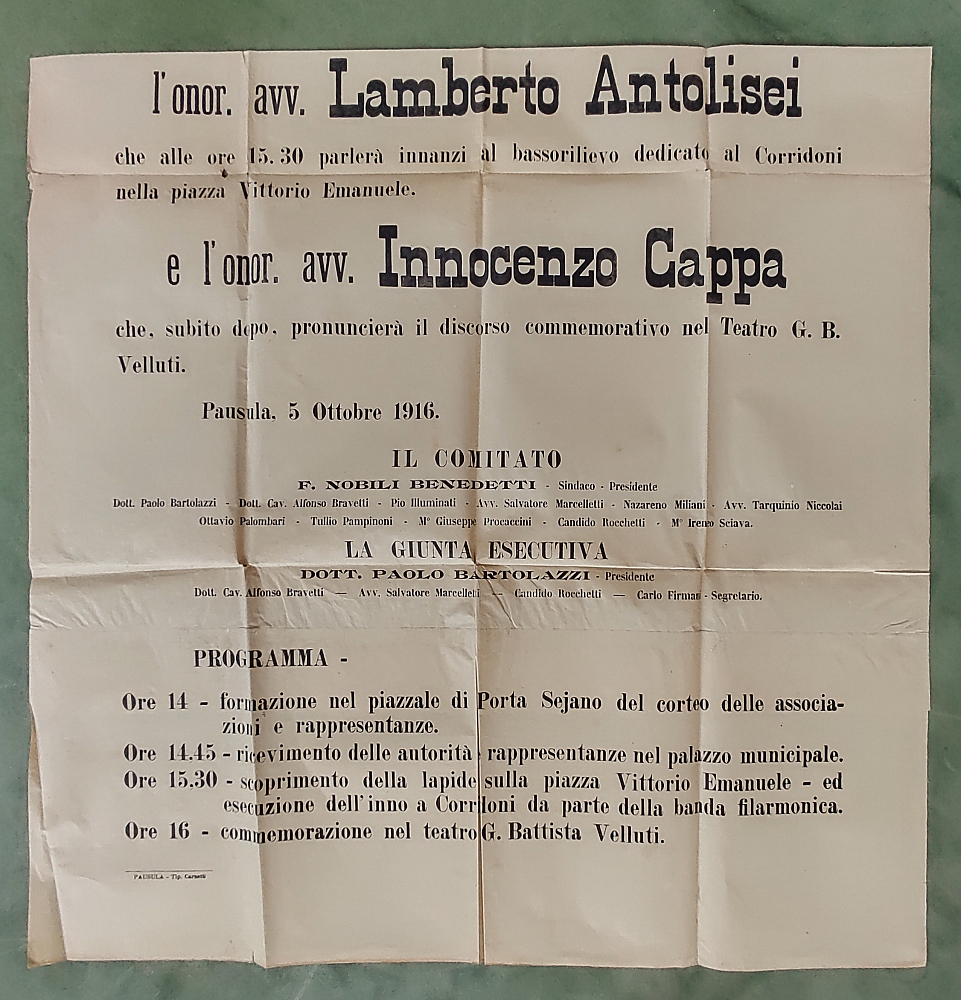 l'onor. avv. Lamberto Antolisei
che alle ore 15.30 parlerà innanzi al bassorilievo dedicato al Corridoni
nella piazza Vittorio Emanuele.
e l'onor. avv. Innocenzo Cappa
che, subito dopo, pronuncierà il discorso commemorativo nel Teatro G. B.
Velluti.
Pausula, 5 Ottobre 1916.
IL COMITATO
F. NOBILI BENEDETTI - Sindaco - Presidente
Dott. Paolo Bartolazzi - Dott. Cav. Alfonso Bravetti - Pio Illuminati - Avv. Salvatore Marcelletti - Nazareno Miliani - Avv. Tarquinio Niccolai
Ottavio Palombari - Tullio Pampinoni - M° Giuseppe Procaccini - Candido Rocchetti - M° Ireneo Sciava.
LA GIUNTA ESECUTIVA
DOTT. PAOLO BARTOLAZZI - Presidente
Dott. Cav. Alfonso Bravetti — Avv. Salvatore Marcelletti — Candido Rocchetti — Carlo Firmani - Segretario.
PROGRAMMA -
Ore 14 - formazione nel piazzale di Porta Sejano del corteo delle associa-
zioni e rappresentanze.
Ore 14.45 - ricevimento delle autorità rappresentanze nel palazzo municipale.
Ore 15.30 - scoprimento della lapide sulla piazza Vittorio Emanuele - ed
esecuzione dell'inno a Corridoni da parte della banda filarmonica.
Ore 16 - commemorazione nel teatro G. Battista Velluti.
PAUSULA - Tip. Carnetti